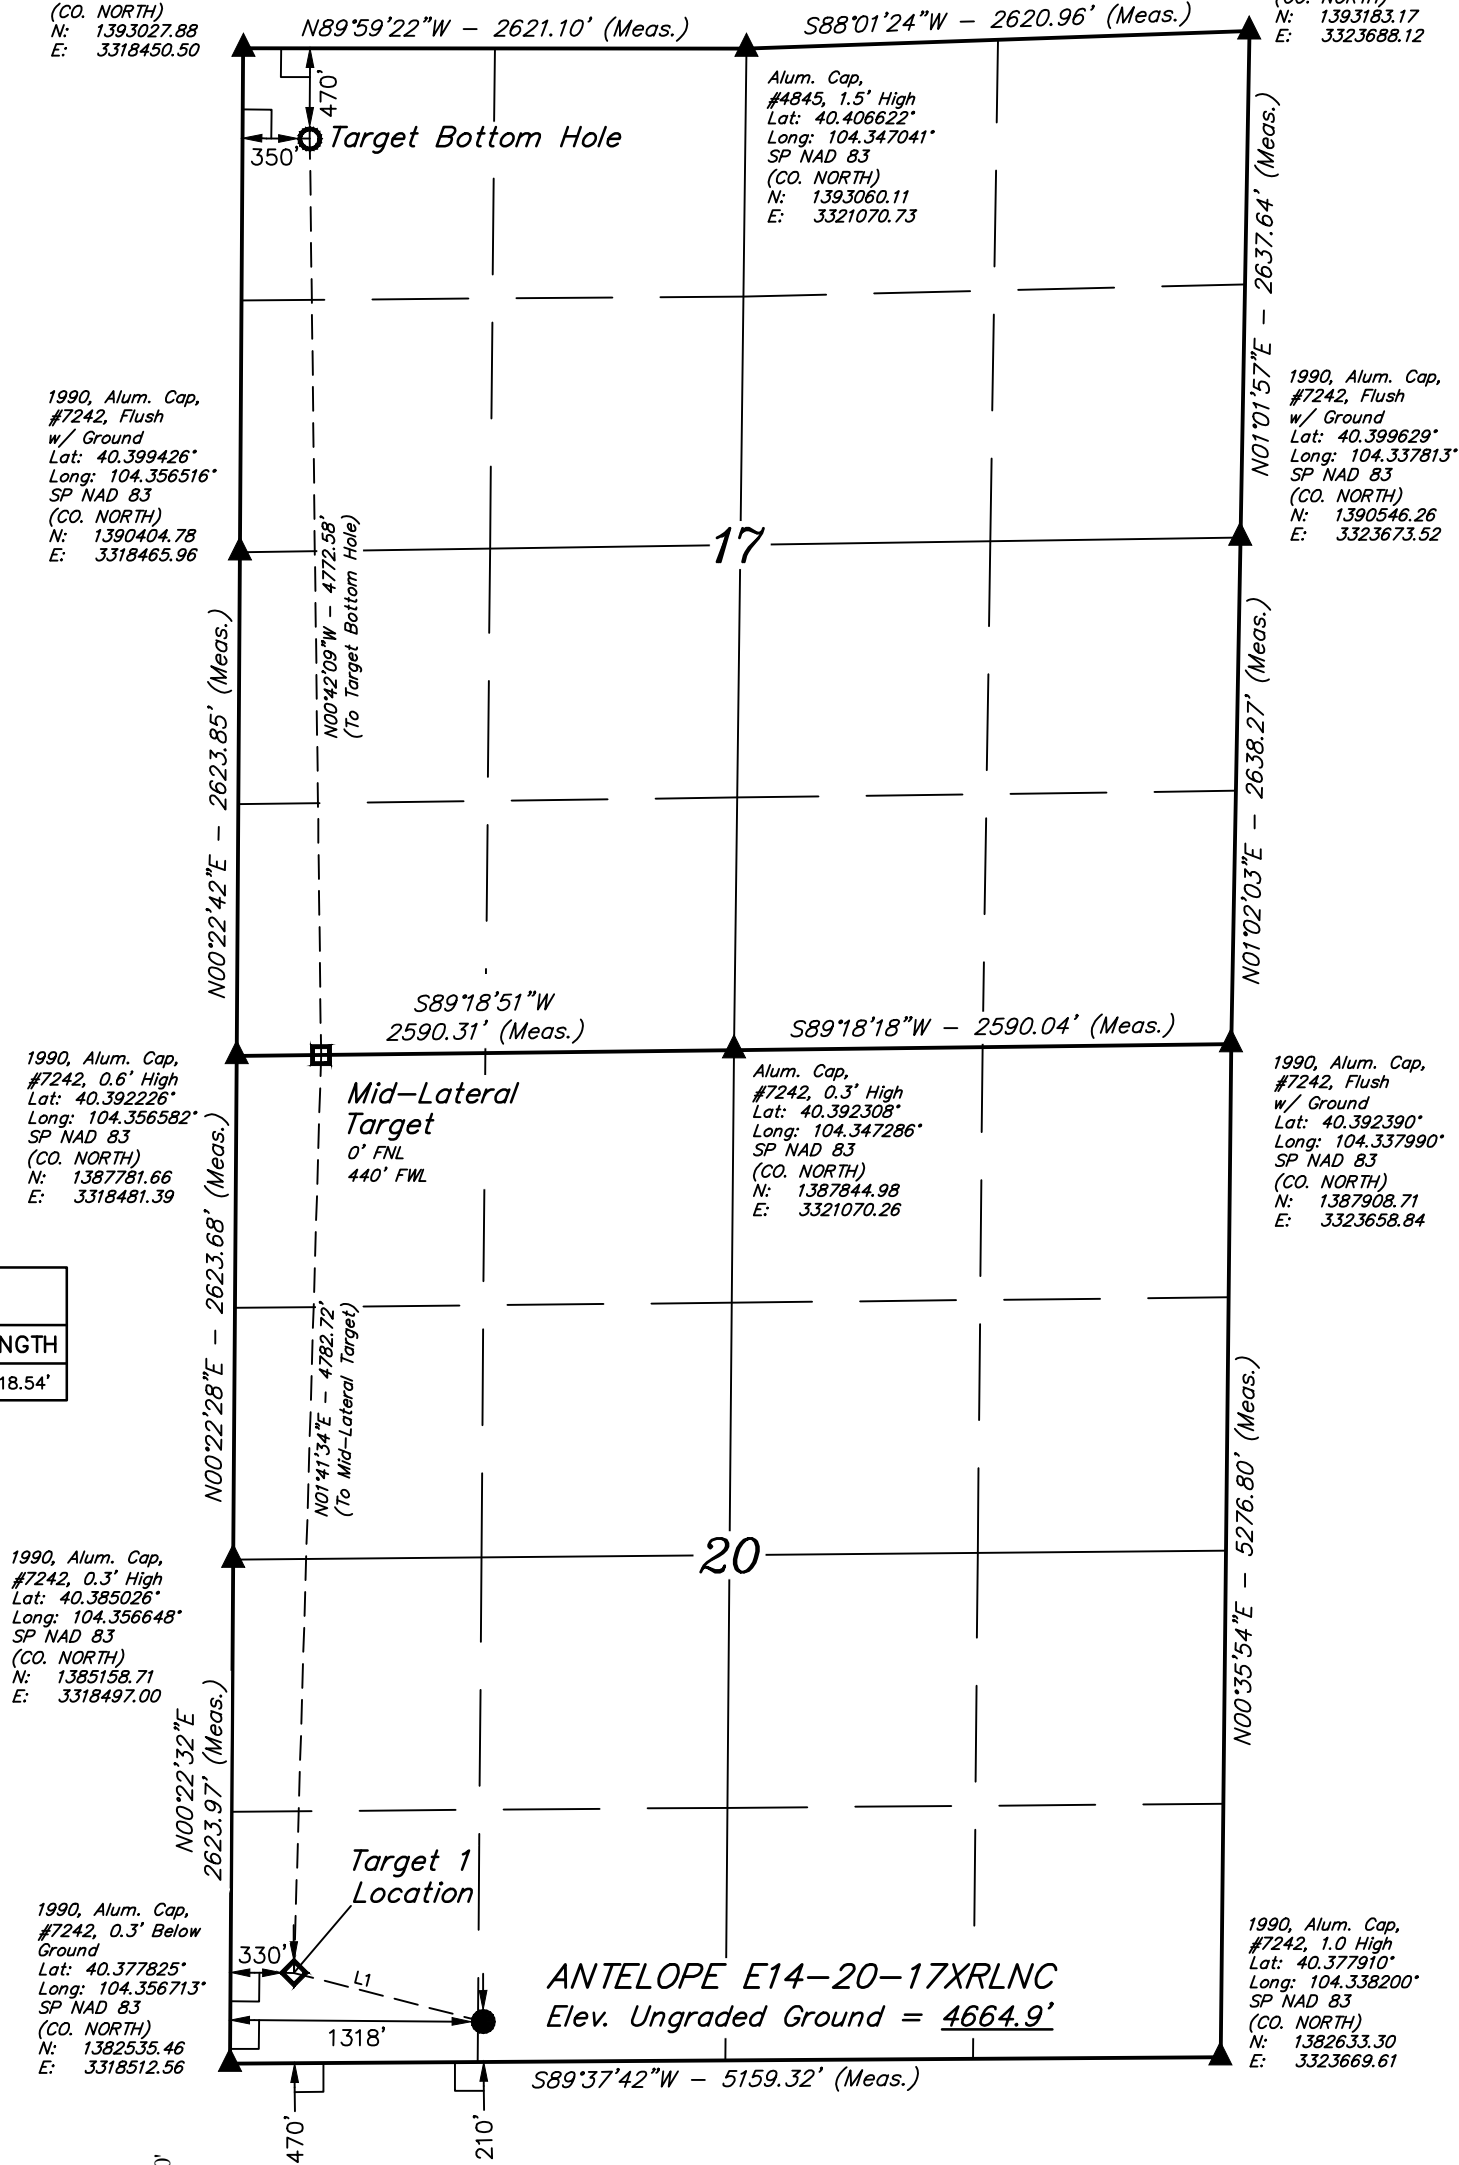 (CO. NORTH)
N: 1393027.88
E: 3318450.50
N89°59'22"W - 2621.10' (Meas.)
S88°01'24"W - 2620.96' (Meas.)
(CO. NORTH)
N: 1393183.17
E: 3323688.12
470'
350'
Target Bottom Hole
Alum. Cap,
#4845, 1.5' High
Lat: 40.406622°
Long: 104.347041°
SP NAD 83
(CO. NORTH)
N: 1393060.11
E: 3321070.73
N01°01'57"E - 2637.64' (Meas.)
1990, Alum. Cap,
#7242, Flush
w/ Ground
Lat: 40.399426°
Long: 104.356516°
SP NAD 83
(CO. NORTH)
N: 1390404.78
E: 3318465.96
1990, Alum. Cap,
#7242, Flush
w/ Ground
Lat: 40.399629°
Long: 104.337813°
SP NAD 83
(CO. NORTH)
N: 1390546.26
E: 3323673.52
17
N00°42'09"W - 4772.58'
(To Target Bottom Hole)
N00°22'42"E - 2623.85' (Meas.)
N01°02'03"E - 2638.27' (Meas.)
S89°18'51"W
2590.31' (Meas.)
S89°18'18"W - 2590.04' (Meas.)
1990, Alum. Cap,
#7242, 0.6' High
Lat: 40.392226°
Long: 104.356582°
SP NAD 83
(CO. NORTH)
N: 1387781.66
E: 3318481.39
Mid-Lateral
Target
0' FNL
440' FWL
Alum. Cap,
#7242, 0.3' High
Lat: 40.392308°
Long: 104.347286°
SP NAD 83
(CO. NORTH)
N: 1387844.98
E: 3321070.26
1990, Alum. Cap,
#7242, Flush
w/ Ground
Lat: 40.392390°
Long: 104.337990°
SP NAD 83
(CO. NORTH)
N: 1387908.71
E: 3323658.84
NGTH
18.54'
N00°22'28"E - 2623.68' (Meas.)
N01°41'34"E - 4782.72'
(To Mid-Lateral Target)
N00°35'54"E - 5276.80' (Meas.)
20
1990, Alum. Cap,
#7242, 0.3' High
Lat: 40.385026°
Long: 104.356648°
SP NAD 83
(CO. NORTH)
N: 1385158.71
E: 3318497.00
N00°22'32"E
2623.97' (Meas.)
Target 1
Location
1990, Alum. Cap,
#7242, 0.3' Below
Ground
Lat: 40.377825°
Long: 104.356713°
SP NAD 83
(CO. NORTH)
N: 1382535.46
E: 3318512.56
330'
L1
1318'
ANTELOPE E14-20-17XRLNC
Elev. Ungraded Ground = 4664.9'
1990, Alum. Cap,
#7242, 1.0 High
Lat: 40.377910°
Long: 104.338200°
SP NAD 83
(CO. NORTH)
N: 1382633.30
E: 3323669.61
S89°37'42"W - 5159.32' (Meas.)
470'
210'